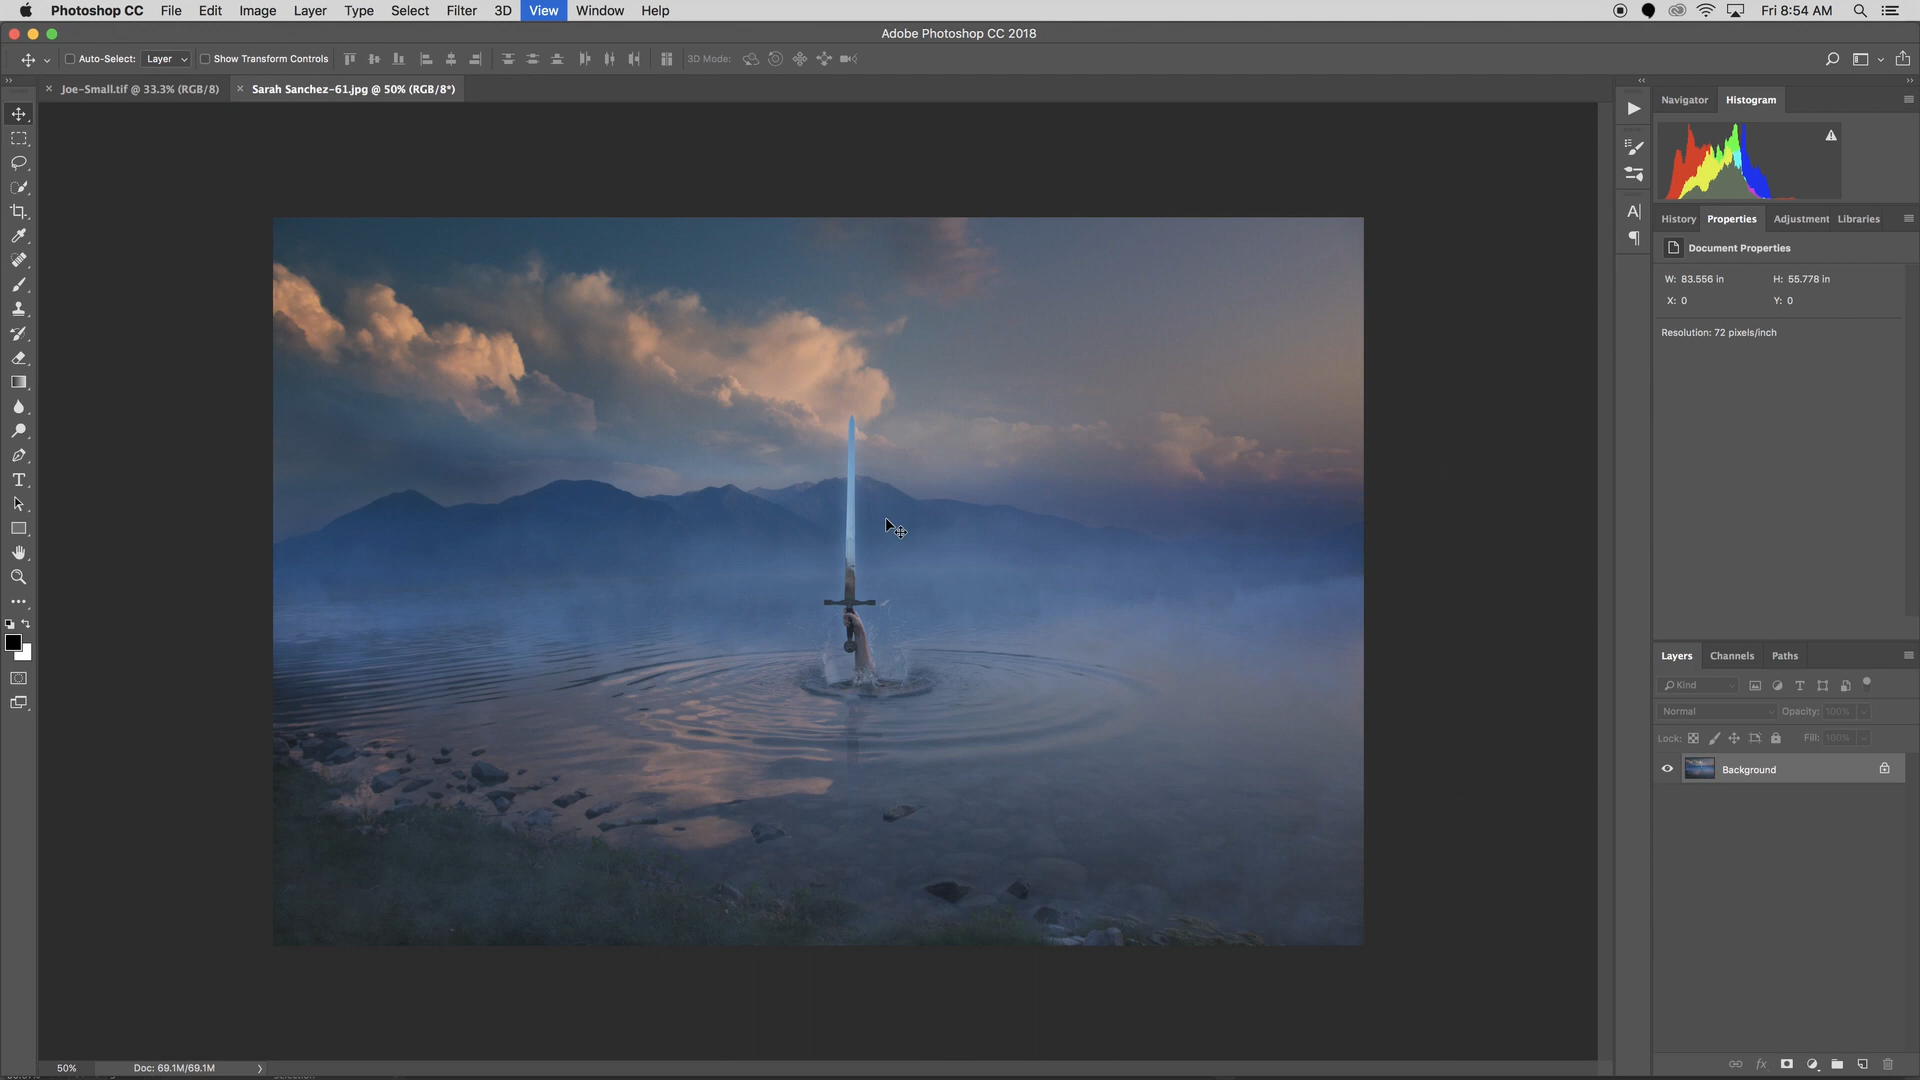 Photoshop CC File Edit Image Layer Type Select Filter 3D View Window Help Fri 8:54 AM
Adobe Photoshop CC 2018
Auto-Select: Layer Show Transform Controls 3D Mode:
Joe-Small.tif @ 33.3% (RGB/8) Sarah Sanchez-61.jpg @ 50% (RGB/8*)
Navigator Histogram
History Properties Adjustment Libraries
Document Properties
W: 83.556 in H: 55.778 in
X: 0 Y: 0
Resolution: 72 pixels/inch
Layers Channels Paths
Kind
Normal Opacity: 100%
Lock: Fill: 100%
Background
50% Doc: 69.1M/69.1M